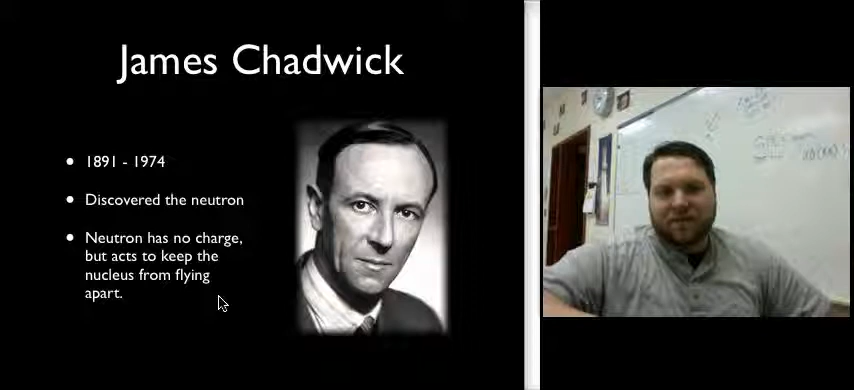 James Chadwick
• 1891 - 1974
• Discovered the neutron
• Neutron has no charge,
but acts to keep the
nucleus from flying
apart.